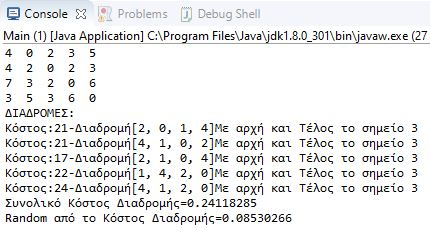 Console Problems Debug Shell
Main (1) [Java Application] C:\Program Files\Java\jdk1.8.0_301\bin\javaw.exe (27
4 0 2 3 5
4 2 0 2 3
7 3 2 0 6
3 5 3 6 0
ΔΙΑΔΡΟΜΕΣ:
Κόστος:21-Διαδρομή[2, 0, 1, 4]Με αρχή και Τέλος το σημείο 3
Κόστος:21-Διαδρομή[4, 1, 0, 2]Με αρχή και Τέλος το σημείο 3
Κόστος:17-Διαδρομή[2, 1, 0, 4]Με αρχή και Τέλος το σημείο 3
Κόστος:22-Διαδρομή[1, 4, 2, 0]Με αρχή και Τέλος το σημείο 3
Κόστος:24-Διαδρομή[4, 1, 2, 0]Με αρχή και Τέλος το σημείο 3
Συνολικό Κόστος Διαδρομής=0.24118285
Random από το Κόστος Διαδρομής=0.08530266